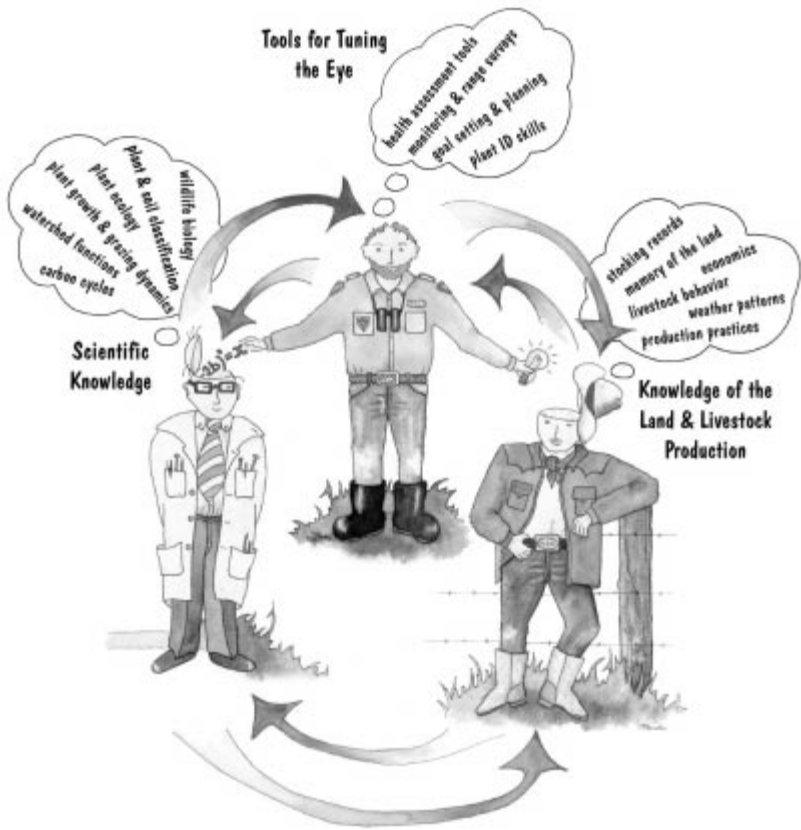 Tools for Tuning
the Eye
health assessment tools
monitoring & range surveys
goal setting & planning
plant ID skills
wildlife biology
plant & soil classification
plant ecology
plant growth & grazing dynamics
watershed functions
carbon cycles
Scientific
Knowledge
stocking records
memory of the land
economics
livestock behavior
weather patterns
production practices
Knowledge of the
Land & Livestock
Production